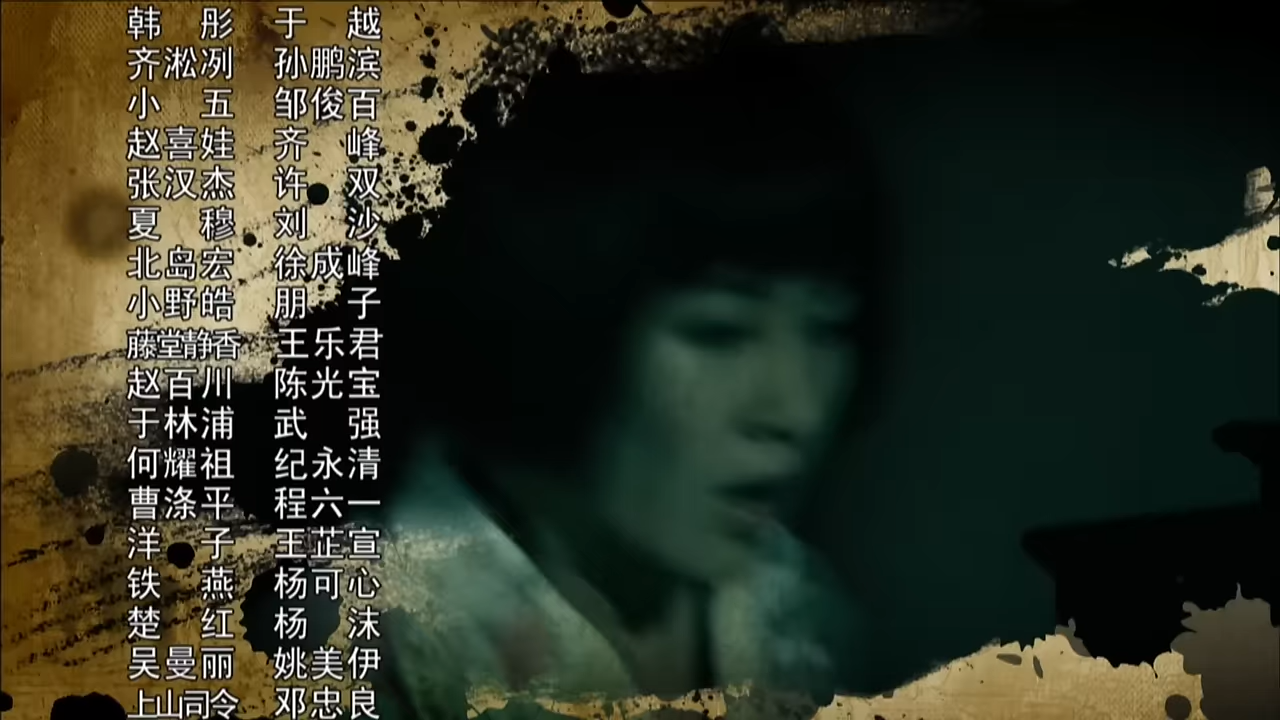 韩彤 于越
齐淞冽 孙鹏滨
小五 邹俊百
赵喜娃 齐峰
张汉杰 许双
夏穆 刘沙
北岛宏 徐成峰
小野皓 朋子
藤堂静香 王乐君
赵百川 陈光宝
于林浦 武强
何耀祖 纪永清
曹涤平 程六一
洋子 王芷宣
铁燕 杨可心
楚红 杨沫
吴曼丽 姚美伊
上山司令 邓忠良